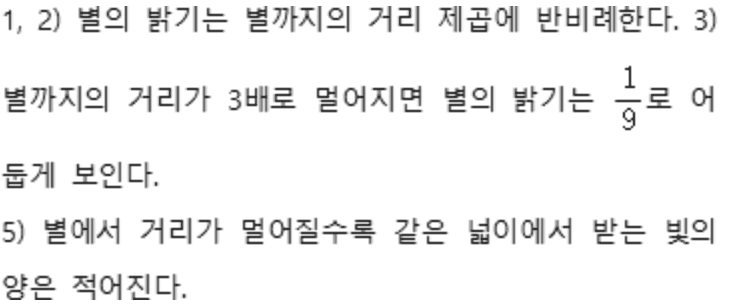 1, 2) 별의 밝기는 별까지의 거리 제곱에 반비례한다. 3)
별까지의 거리가 3배로 멀어지면 별의 밝기는 1/9로 어
둡게 보인다.
5) 별에서 거리가 멀어질수록 같은 넓이에서 받는 빛의
양은 적어진다.